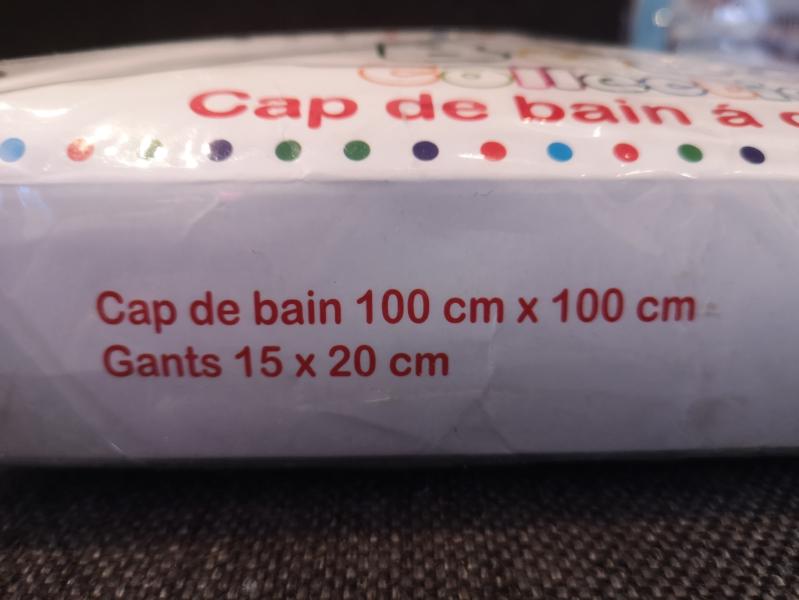 Cap de bain á
Cap de bain 100 cm x 100 cm
Gants 15 x 20 cm